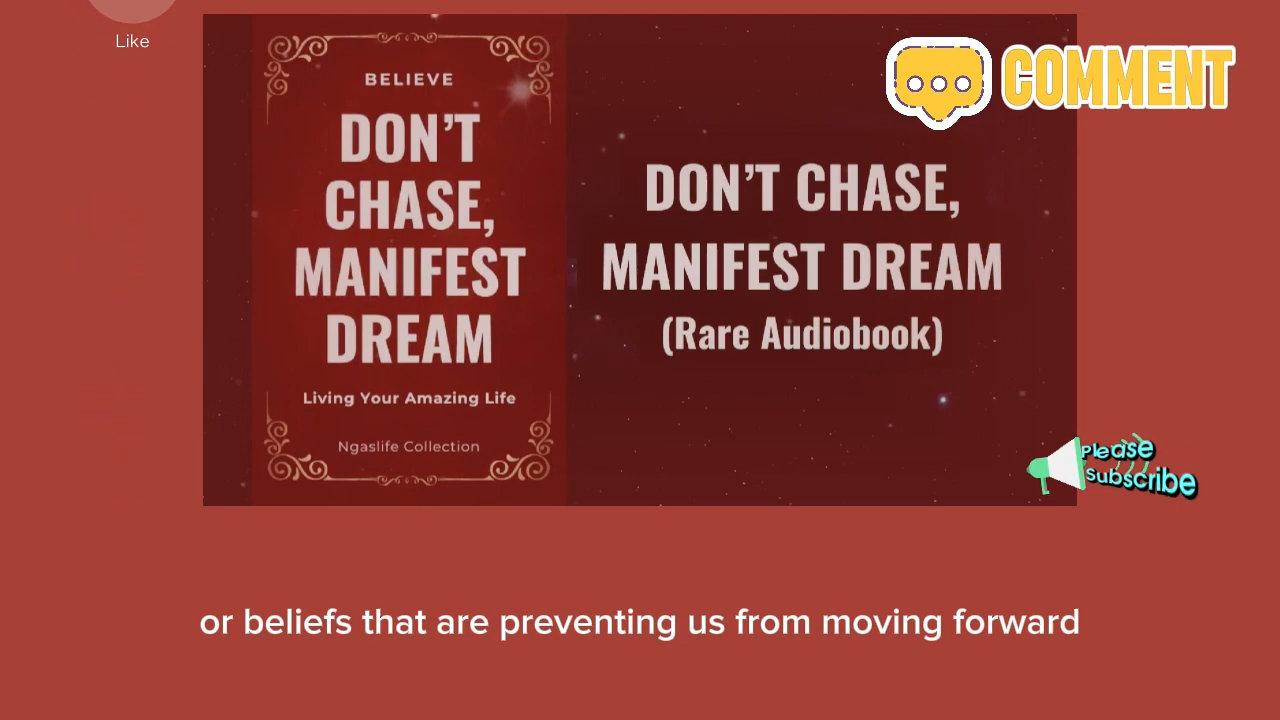 Like
BELIEVE
DON'T
CHASE,
MANIFEST
DREAM
Living Your Amazing Life
Ngaslife Collection
DON'T CHASE,
MANIFEST DREAM
(Rare Audiobook)
COMMENT
Please
Subscribe
or beliefs that are preventing us from moving forward